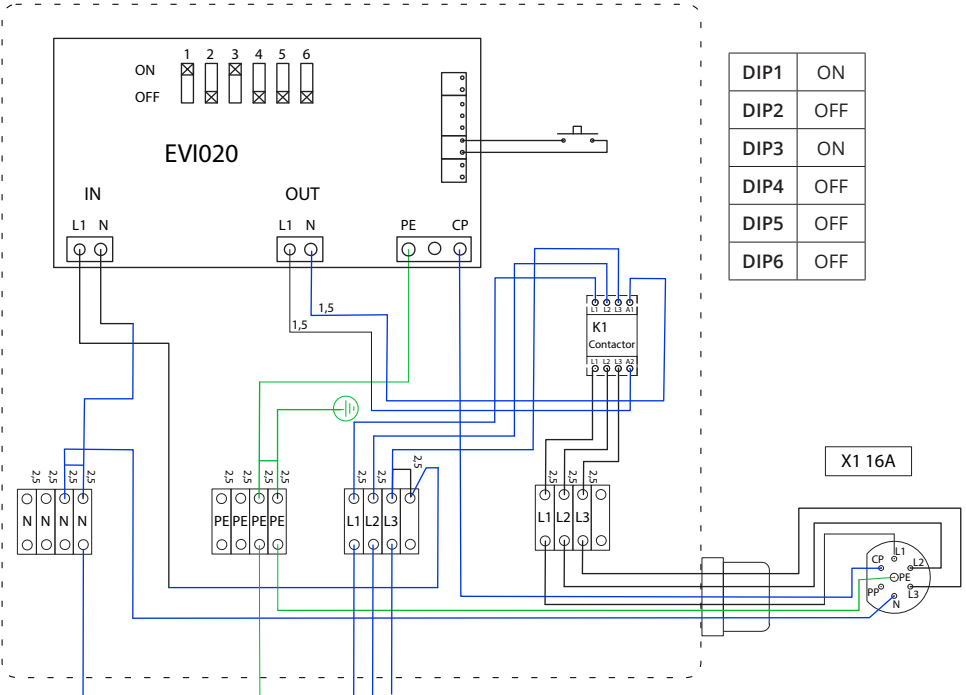 1 2 3 4 5 6
ON
OFF
EVI020
IN
OUT
L1 N
L1 N
PE
CP
1,5
1,5
L1 L2 L3 A1
K1
Contactor
L1 L2 L3 A2
DIP1 ON
DIP2 OFF
DIP3 ON
DIP4 OFF
DIP5 OFF
DIP6 OFF
X1 16A
2,5 2,5 2,5 2,5
N N N N
2,5 2,5 2,5 2,5
PE PE PE PE
2,5 2,5 2,5 2,5
L1 L2 L3
2,5 2,5 2,5
L1 L2 L3
L1
CP
L2
PE
PP
L3
N